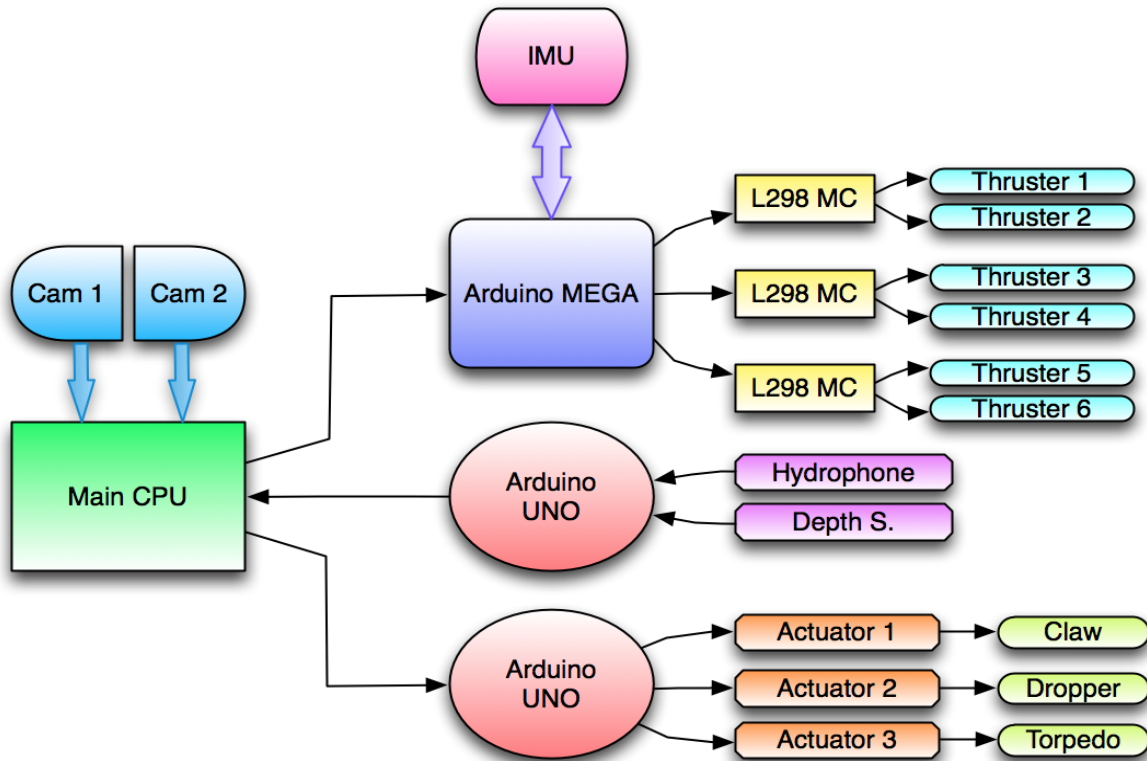 IMU
L298 MC
Thruster 1
Thruster 2
Cam 1
Cam 2
Arduino MEGA
L298 MC
Thruster 3
Thruster 4
L298 MC
Thruster 5
Thruster 6
Main CPU
Arduino
UNO
Hydrophone
Depth S.
Arduino
UNO
Actuator 1
Claw
Actuator 2
Dropper
Actuator 3
Torpedo